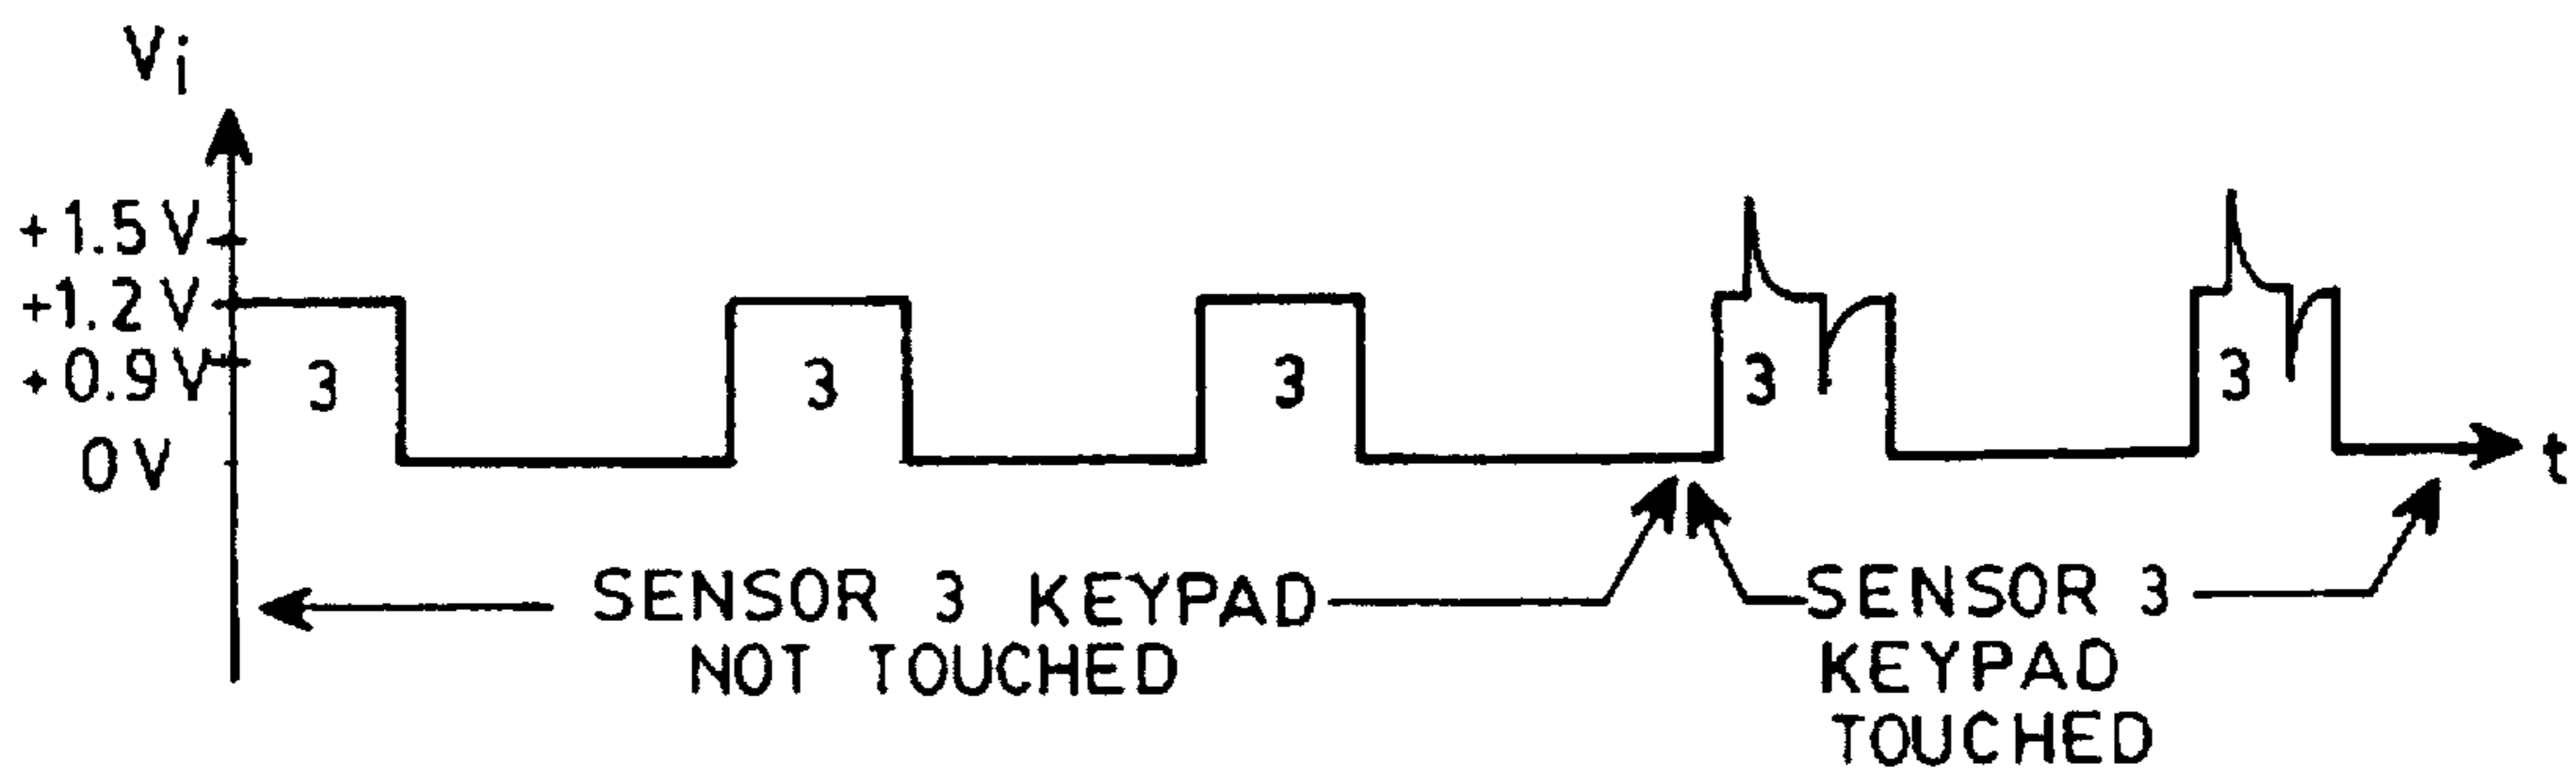 Vi
+1.5 V
+1.2 V
+0.9 V
0 V
3
3
3
3
3
t
SENSOR 3 KEYPAD
NOT TOUCHED
SENSOR 3
KEYPAD
TOUCHED